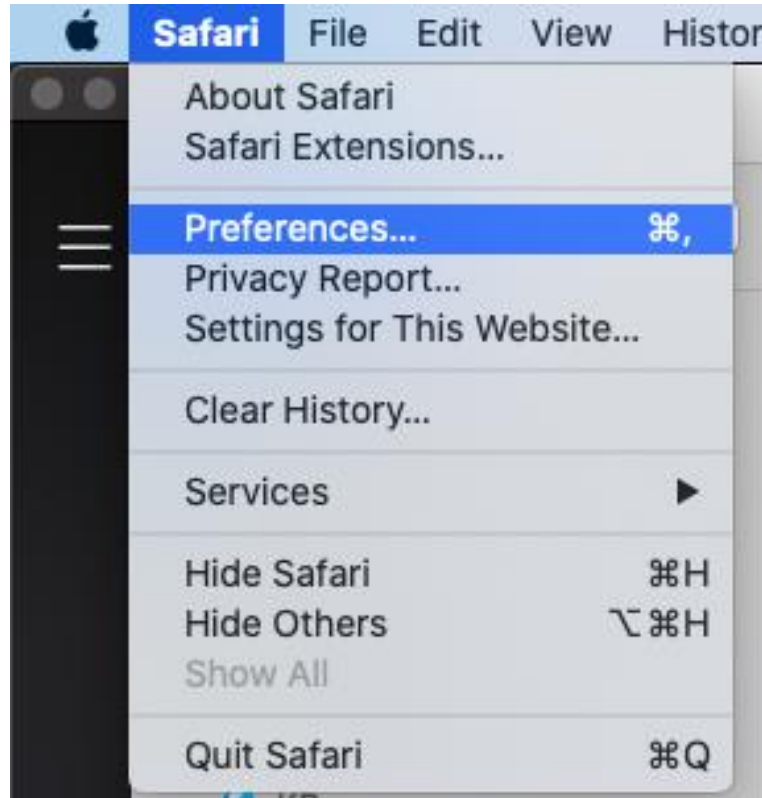 Safari File Edit View Histor
About Safari
Safari Extensions...
Preferences... ⌘,
Privacy Report...
Settings for This Website...
Clear History...
Services ▶
Hide Safari ⌘H
Hide Others ⌥⌘H
Show All
Quit Safari ⌘Q